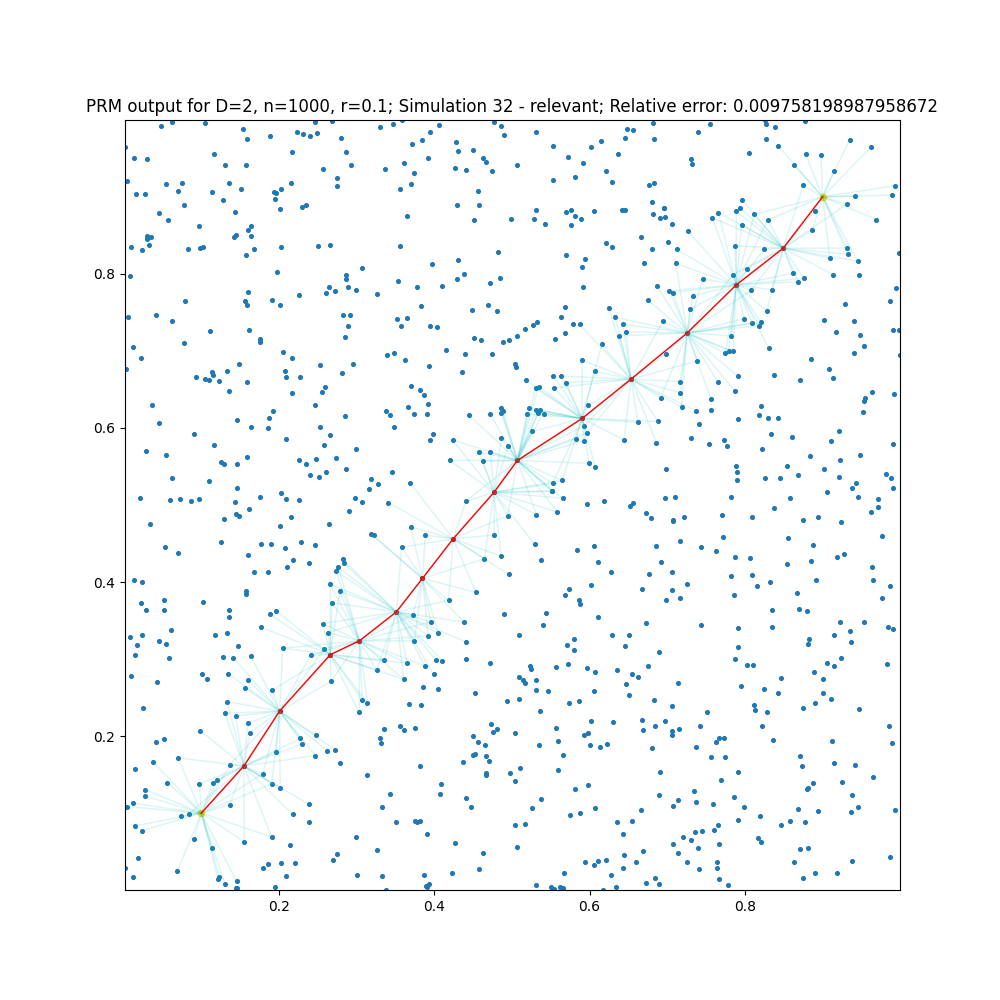 PRM output for D=2, n=1000, r=0.1; Simulation 32 - relevant; Relative error: 0.009758198987958672
0.8
0.6
0.4
0.2
0.2 0.4 0.6 0.8